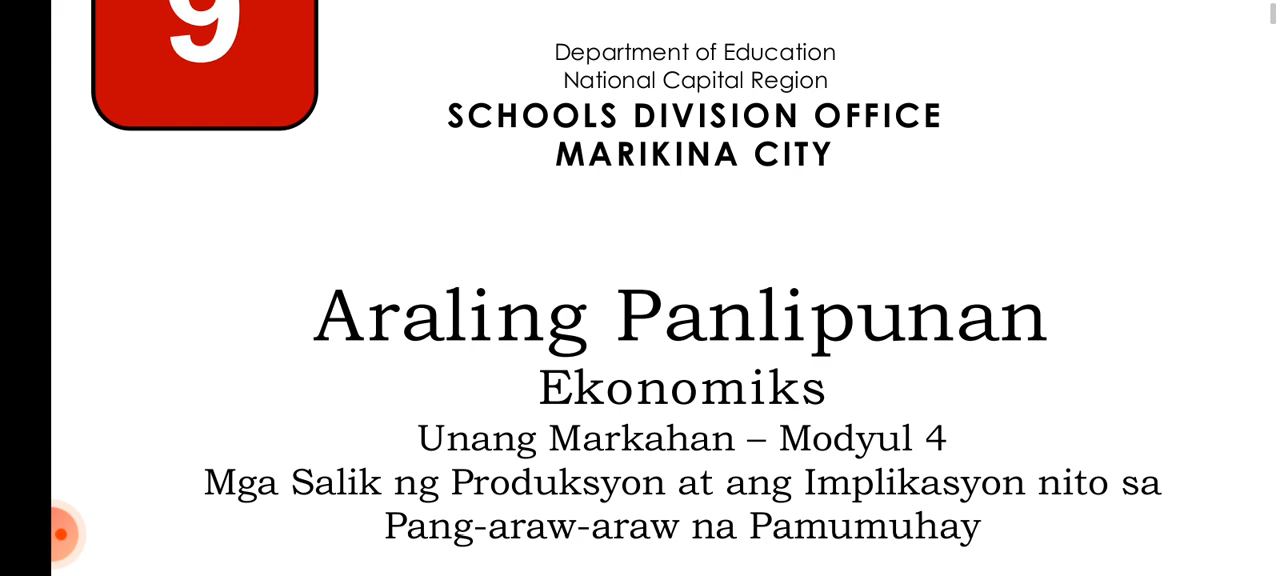 9
Department of Education
National Capital Region
SCHOOLS DIVISION OFFICE
MARIKINA CITY
Araling Panlipunan
Ekonomiks
Unang Markahan – Modyul 4
Mga Salik ng Produksyon at ang Implikasyon nito sa
Pang-araw-araw na Pamumuhay